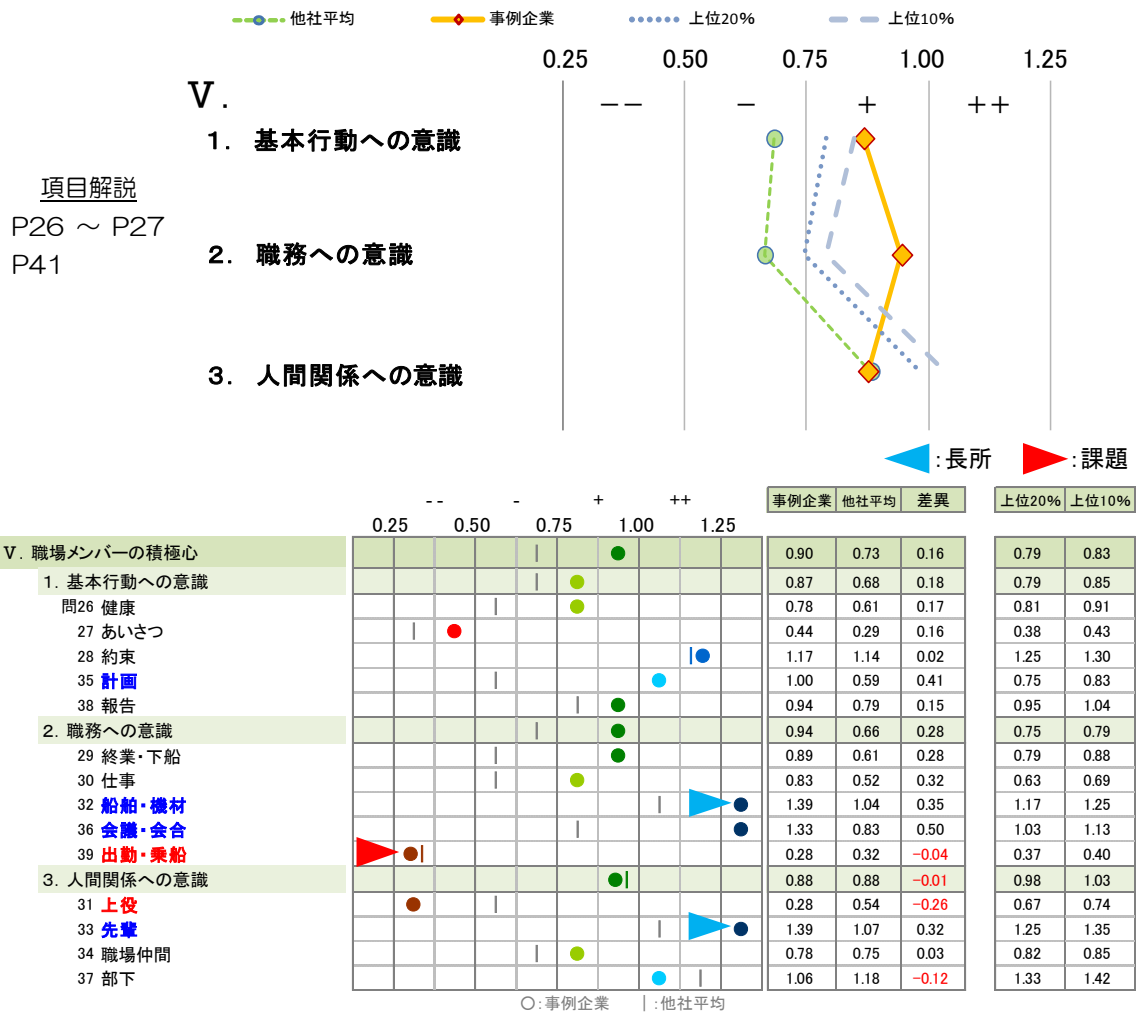 他社平均 事例企業 上位20% 上位10%
0.25 0.50 0.75 1.00 1.25
Ⅴ. －－ － ＋ ＋＋
1. 基本行動への意識
項目解説
P26 ～ P27
2. 職務への意識
P41
3. 人間関係への意識
:長所 :課題
-- - + ++ 事例企業 他社平均 差異 上位20% 上位10%
0.25 0.50 0.75 1.00 1.25
Ⅴ. 職場メンバーの積極心 0.90 0.73 0.16 0.79 0.83
1. 基本行動への意識 0.87 0.68 0.18 0.79 0.85
問26 健康 0.78 0.61 0.17 0.81 0.91
27 あいさつ 0.44 0.29 0.16 0.38 0.43
28 約束 1.17 1.14 0.02 1.25 1.30
35 計画 1.00 0.59 0.41 0.75 0.83
38 報告 0.94 0.79 0.15 0.95 1.04
2. 職務への意識 0.94 0.66 0.28 0.75 0.79
29 終業・下船 0.89 0.61 0.28 0.79 0.88
30 仕事 0.83 0.52 0.32 0.63 0.69
32 船舶・機材 1.39 1.04 0.35 1.17 1.25
36 会議・会合 1.33 0.83 0.50 1.03 1.13
39 出勤・乗船 0.28 0.32 −0.04 0.37 0.40
3. 人間関係への意識 0.88 0.88 −0.01 0.98 1.03
31 上役 0.28 0.54 −0.26 0.67 0.74
33 先輩 1.39 1.07 0.32 1.25 1.35
34 職場仲間 0.78 0.75 0.03 0.82 0.85
37 部下 1.06 1.18 −0.12 1.33 1.42
○:事例企業 |:他社平均